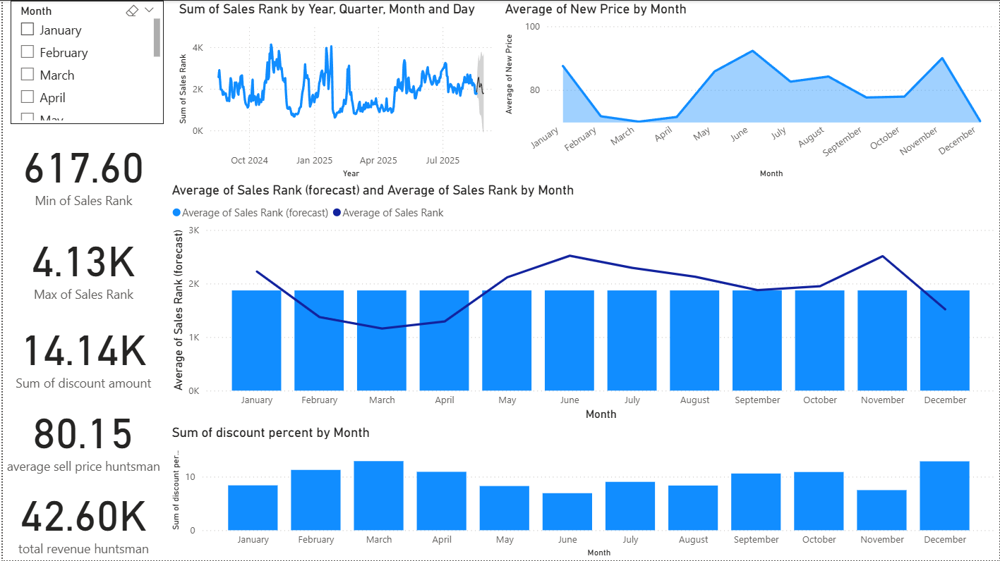 Month
January
February
March
April
May
617.60
Min of Sales Rank
4.13K
Max of Sales Rank
14.14K
Sum of discount amount
80.15
average sell price huntsman
42.60K
total revenue huntsman
Sum of Sales Rank by Year, Quarter, Month and Day
Sum of Sales Rank
4K
2K
0K
Oct 2024 Jan 2025 Apr 2025 Jul 2025
Year
Average of New Price by Month
Average of New Price
100
80
January February March April May June July August September October November December
Month
Average of Sales Rank (forecast) and Average of Sales Rank by Month
Average of Sales Rank (forecast) Average of Sales Rank
Average of Sales Rank (forecast)
3K
2K
1K
0K
January February March April May June July August September October November December
Month
Sum of discount percent by Month
Sum of discount per...
10
0
January February March April May June July August September October November December
Month